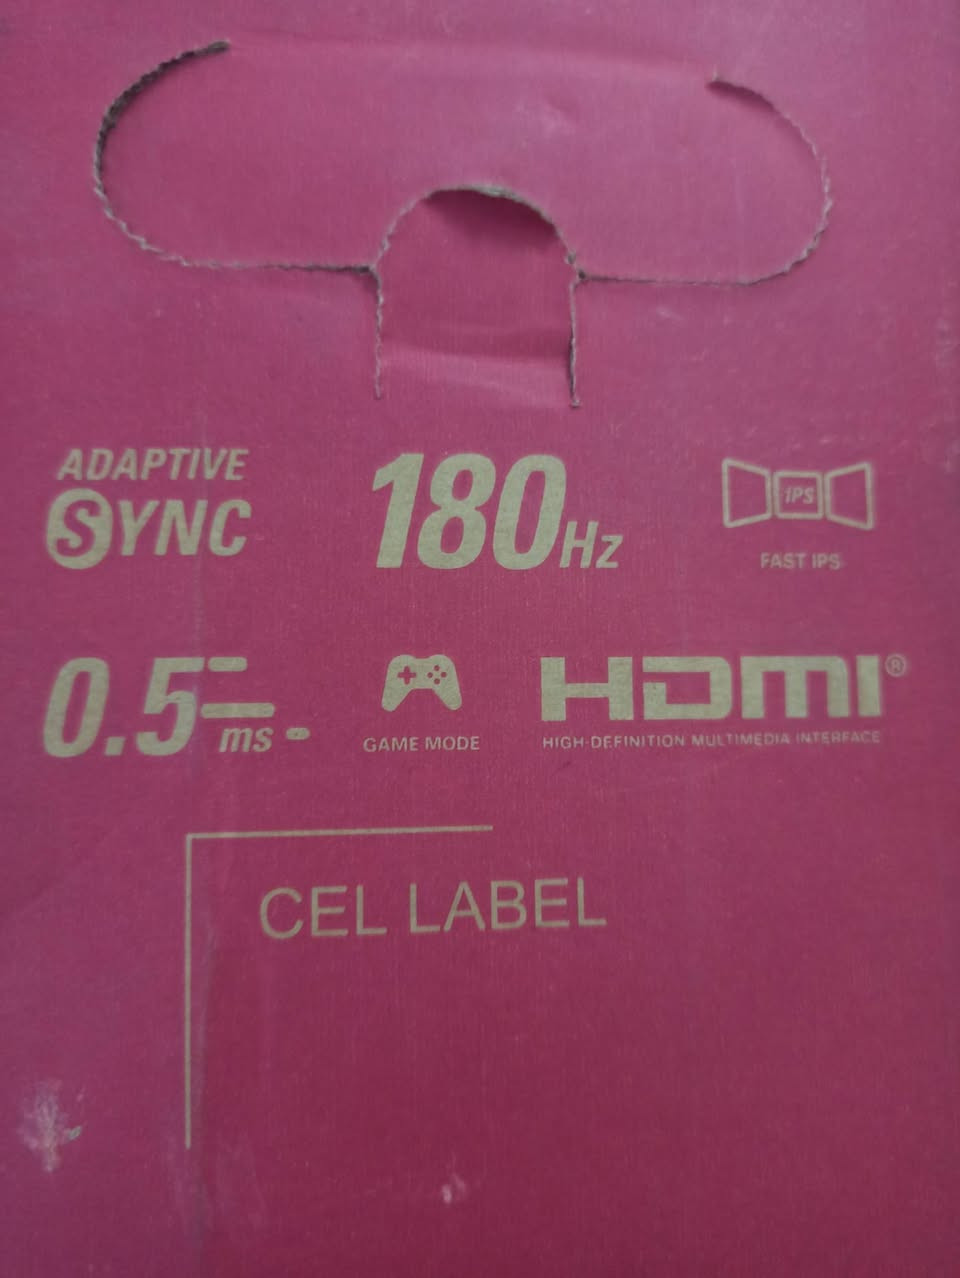 ADAPTIVE
SYNC
180Hz
IPS
FAST IPS
0.5ms
GAME MODE
HDMI®
HIGH-DEFINITION MULTIMEDIA INTERFACE
CEL LABEL